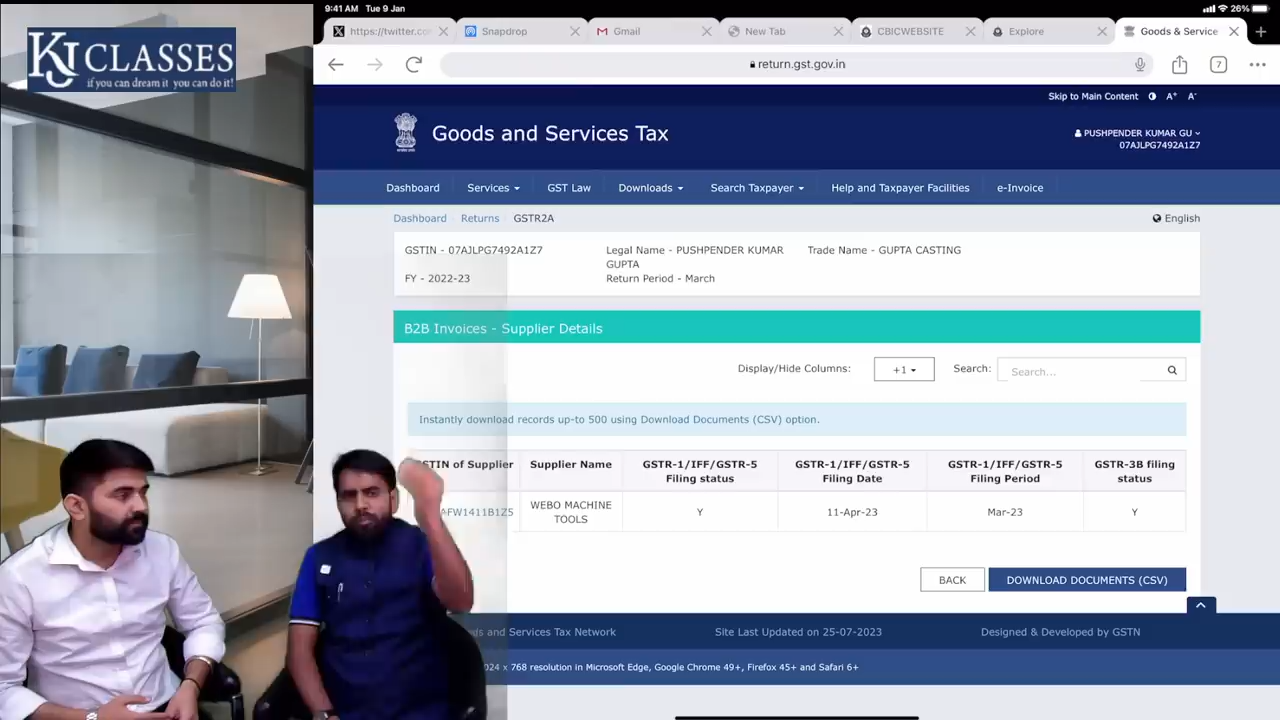 9:41 AM Tue 9 Jan
26%
KJ CLASSES
if you can dream it you can do it!
https://twitter.co
Snapdrop
Gmail
New Tab
CBICWEBSITE
Explore
Goods & Service
return.gst.gov.in
7
Skip to Main Content A+ A-
Goods and Services Tax
PUSHPENDER KUMAR GU
07AJLPG7492A1Z7
Dashboard Services GST Law Downloads Search Taxpayer Help and Taxpayer Facilities e-Invoice
Dashboard Returns GSTR2A
English
GSTIN - 07AJLPG7492A1Z7 Legal Name - PUSHPENDER KUMAR GUPTA Trade Name - GUPTA CASTING
FY - 2022-23 Return Period - March
B2B Invoices - Supplier Details
Display/Hide Columns: +1 Search: Search...
Instantly download records up-to 500 using Download Documents (CSV) option.
STIN of Supplier Supplier Name GSTR-1/IFF/GSTR-5 Filing status GSTR-1/IFF/GSTR-5 Filing Date GSTR-1/IFF/GSTR-5 Filing Period GSTR-3B filing status
AFW1411B1Z5 WEBO MACHINE TOOLS Y 11-Apr-23 Mar-23 Y
BACK DOWNLOAD DOCUMENTS (CSV)
ds and Services Tax Network Site Last Updated on 25-07-2023 Designed & Developed by GSTN
024 x 768 resolution in Microsoft Edge, Google Chrome 49+, Firefox 45+ and Safari 6+